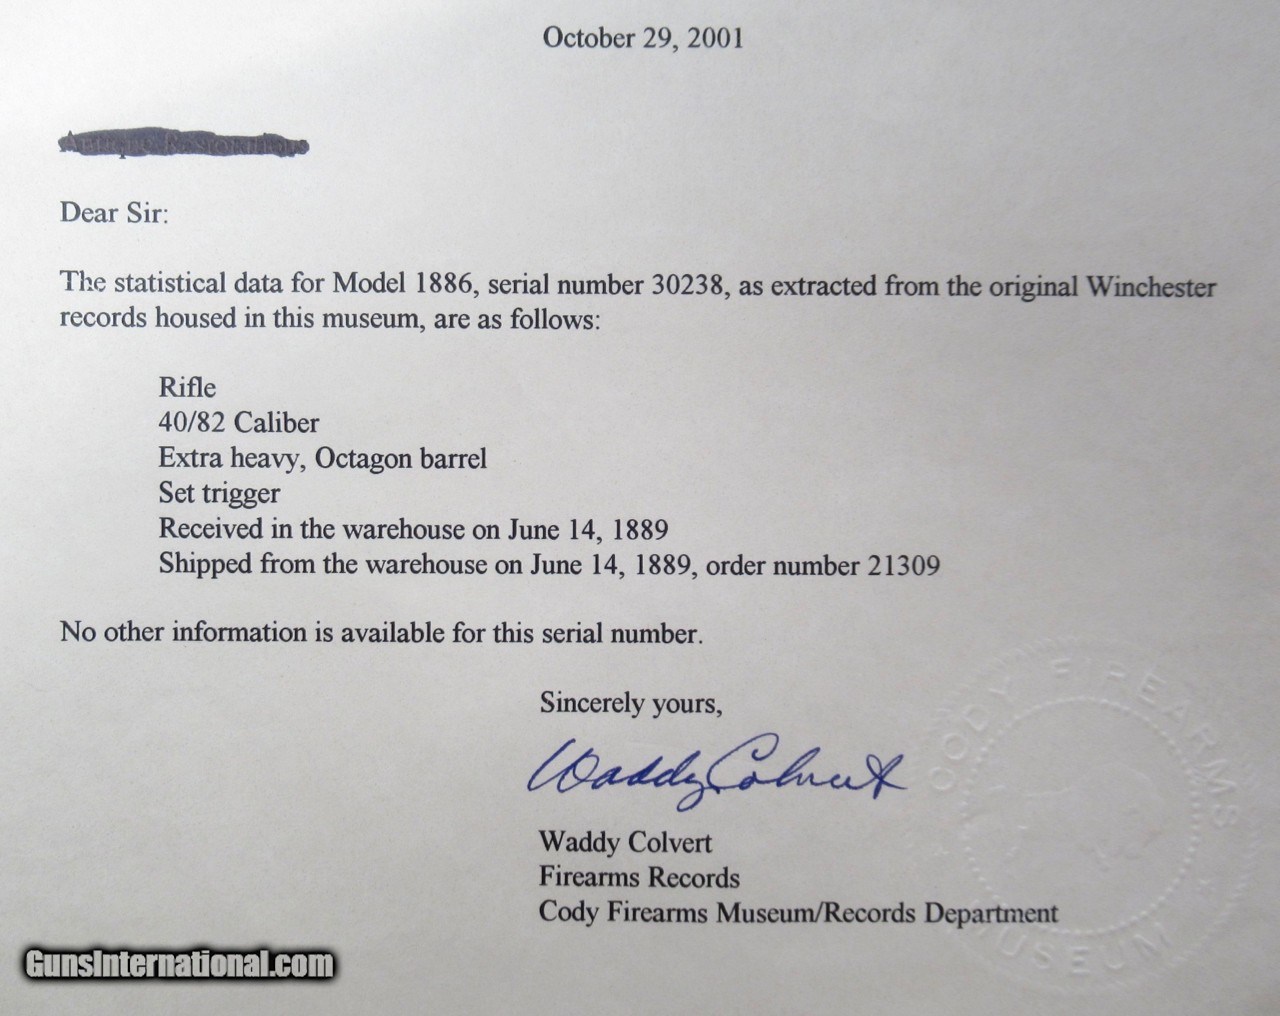 October 29, 2001
Dear Sir:
The statistical data for Model 1886, serial number 30238, as extracted from the original Winchester
records housed in this museum, are as follows:
Rifle
40/82 Caliber
Extra heavy, Octagon barrel
Set trigger
Received in the warehouse on June 14, 1889
Shipped from the warehouse on June 14, 1889, order number 21309
No other information is available for this serial number.
Sincerely yours,
Waddy Colvert
Waddy Colvert
Firearms Records
Cody Firearms Museum/Records Department
CODY FIREARMS
MUSEUM
GunsInternational.com